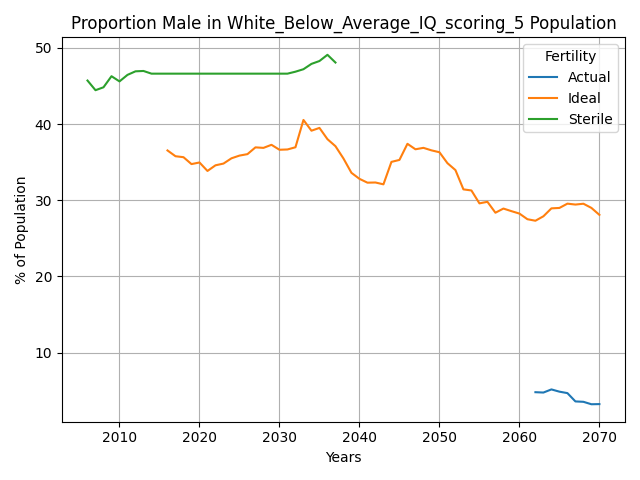 Proportion Male in White_Below_Average_IQ_scoring_5 Population
% of Population
50
40
30
20
10
Fertility
Actual
Ideal
Sterile
2010 2020 2030 2040 2050 2060 2070
Years